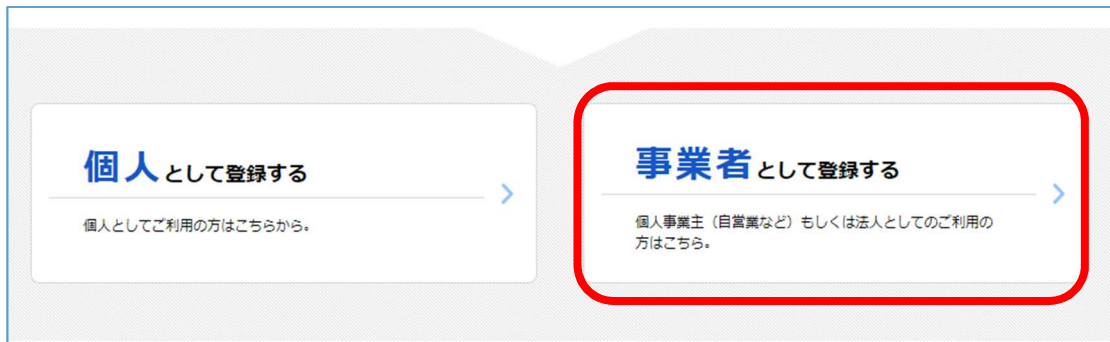 個人として登録する
個人としてご利用の方はこちらから。
事業者として登録する
個人事業主（自営業など）もしくは法人としてのご利用の
方はこちら。